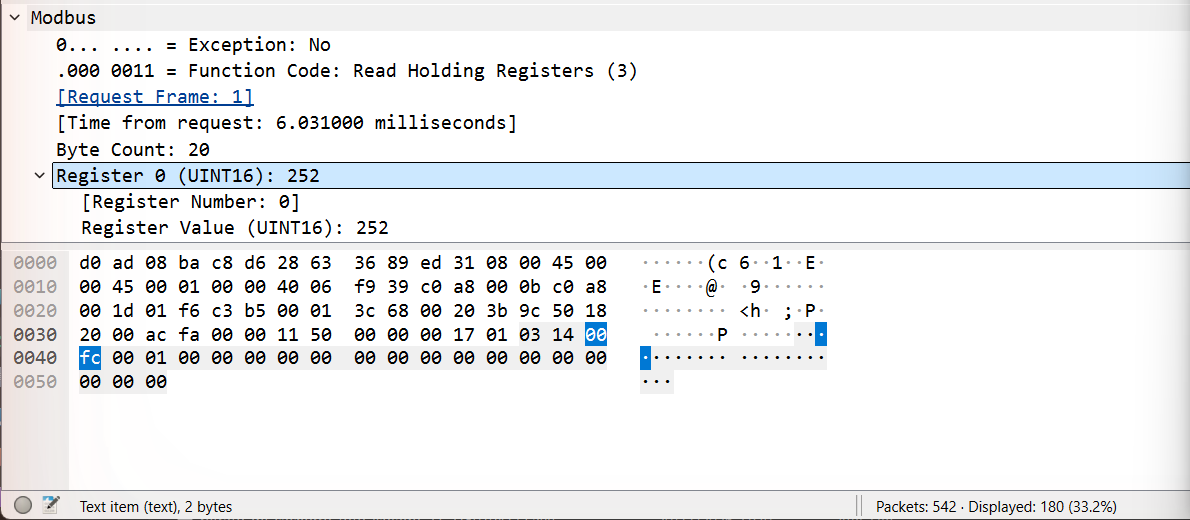 Modbus
0... .... = Exception: No
.000 0011 = Function Code: Read Holding Registers (3)
[Request Frame: 1]
[Time from request: 6.031000 milliseconds]
Byte Count: 20
Register 0 (UINT16): 252
[Register Number: 0]
Register Value (UINT16): 252
0000 d0 ad 08 ba c8 d6 28 63 36 89 ed 31 08 00 45 00 ······(c 6··1··E·
0010 00 45 00 01 00 00 40 06 f9 39 c0 a8 00 0b c0 a8 ·E····@· ·9······
0020 00 1d 01 f6 c3 b5 00 01 3c 68 00 20 3b 9c 50 18 ········ <h· ;·P·
0030 20 00 ac fa 00 00 11 50 00 00 00 17 01 03 14 00 ······P ········
0040 fc 00 01 00 00 00 00 00 00 00 00 00 00 00 00 00 ········ ········
0050 00 00 00 ···
Text item (text), 2 bytes
Packets: 542 · Displayed: 180 (33.2%)